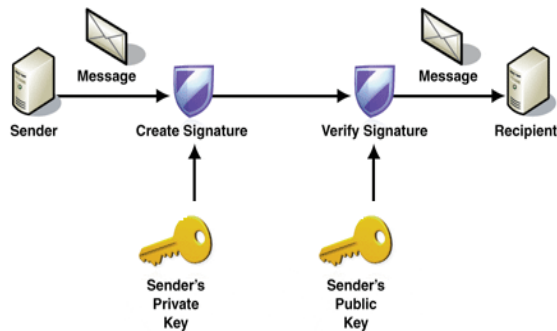 Message
Message
Sender
Create Signature
Verify Signature
Recipient
Sender's
Private
Key
Sender's
Public
Key